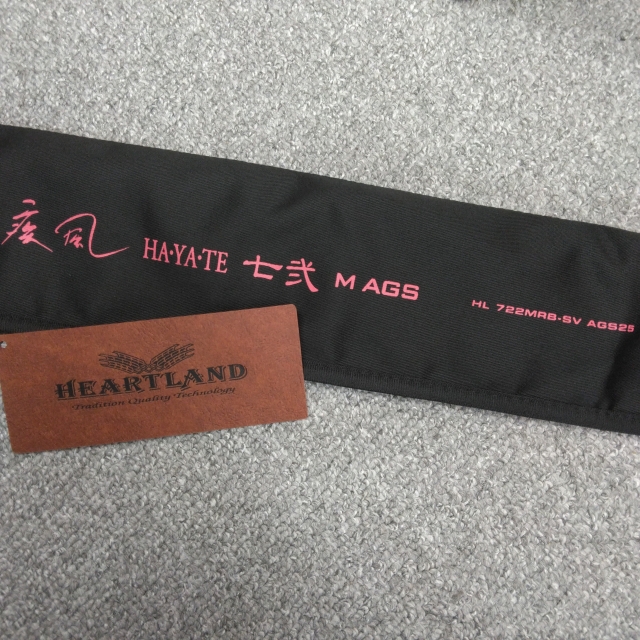 疾風 HA·YA·TE 七弐 M AGS
HL 722MRB-SV AGS25
HEARTLAND
·Tradition·Quality·Technology·